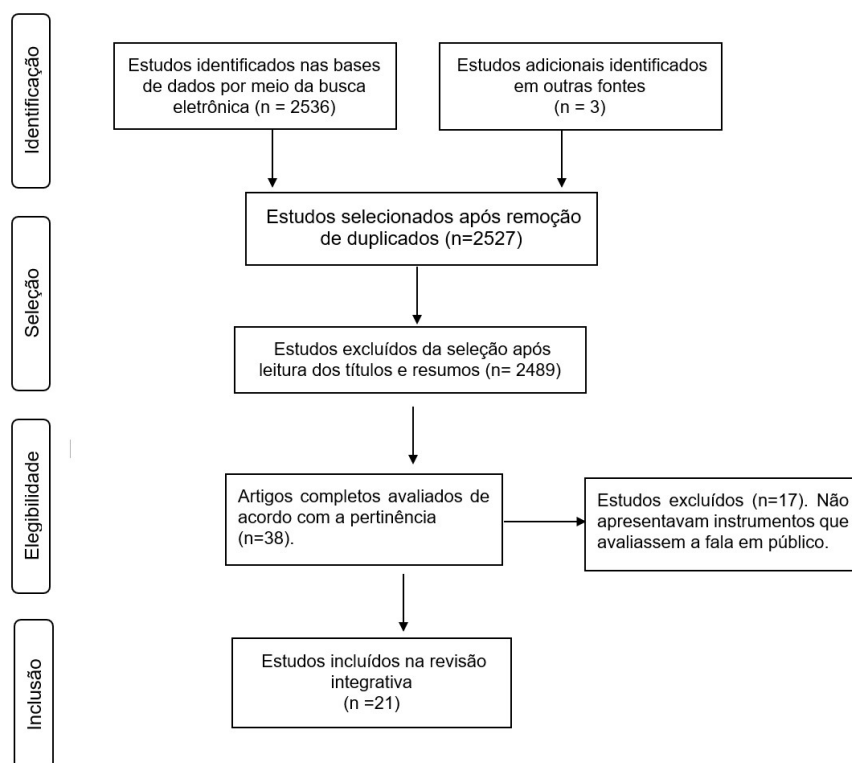 Identificação
Estudos identificados nas bases
de dados por meio da busca
eletrônica (n = 2536)
Estudos adicionais identificados
em outras fontes
(n = 3)
Seleção
Estudos selecionados após remoção
de duplicados (n=2527)
Estudos excluídos da seleção após
leitura dos títulos e resumos (n= 2489)
Elegibilidade
Artigos completos avaliados de
acordo com a pertinência
(n=38).
Estudos excluídos (n=17). Não
apresentavam instrumentos que
avaliassem a fala em público.
Inclusão
Estudos incluídos na revisão
integrativa
(n =21)